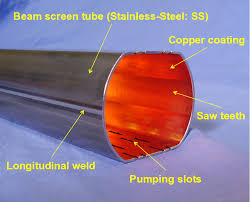 Beam screen tube (Stainless-Steel: SS)
Copper coating
Saw teeth
Longitudinal weld
Pumping slots